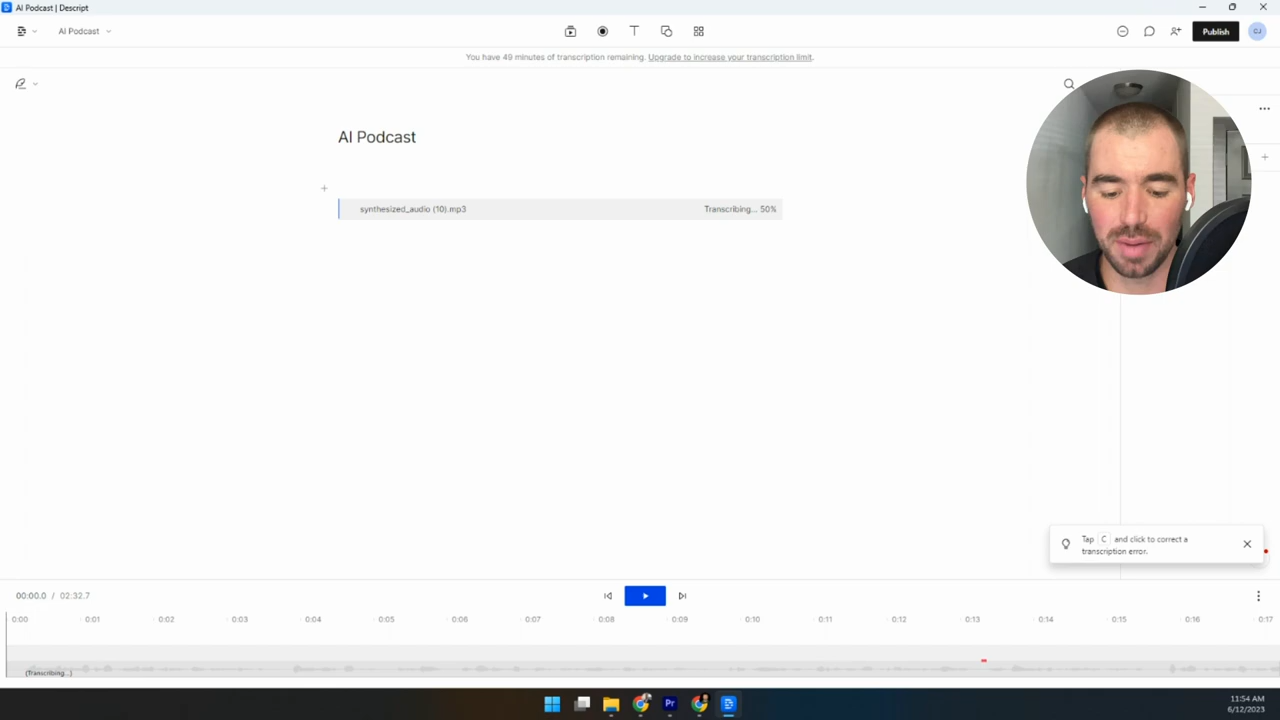 AI Podcast | Descript
AI Podcast
Publish
CJ
You have 49 minutes of transcription remaining. Upgrade to increase your transcription limit.
AI Podcast
synthesized_audio (10).mp3 Transcribing... 50%
Tap C and click to correct a
transcription error.
00:00.0 / 02:32.7
0:00 0:01 0:02 0:03 0:04 0:05 0:06 0:07 0:08 0:09 0:10 0:11 0:12 0:13 0:14 0:15 0:16 0:17
(Transcribing...)
Pr
11:54 AM
6/12/2023